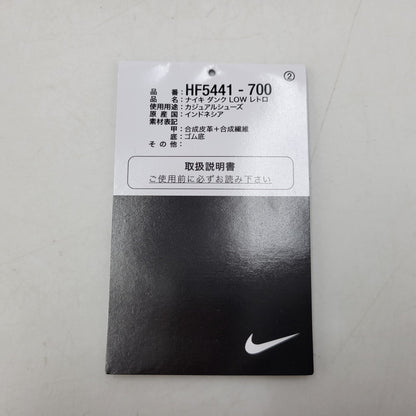 ②
品 番: HF5441 - 700
品 名: ナイキ ダンク LOW レトロ
使用用途: カジュアルシューズ
原 産 国: インドネシア
素材表記
甲: 合成皮革＋合成繊維
底: ゴム底
そ の 他:
取扱説明書
ご使用前に必ずお読み下さい